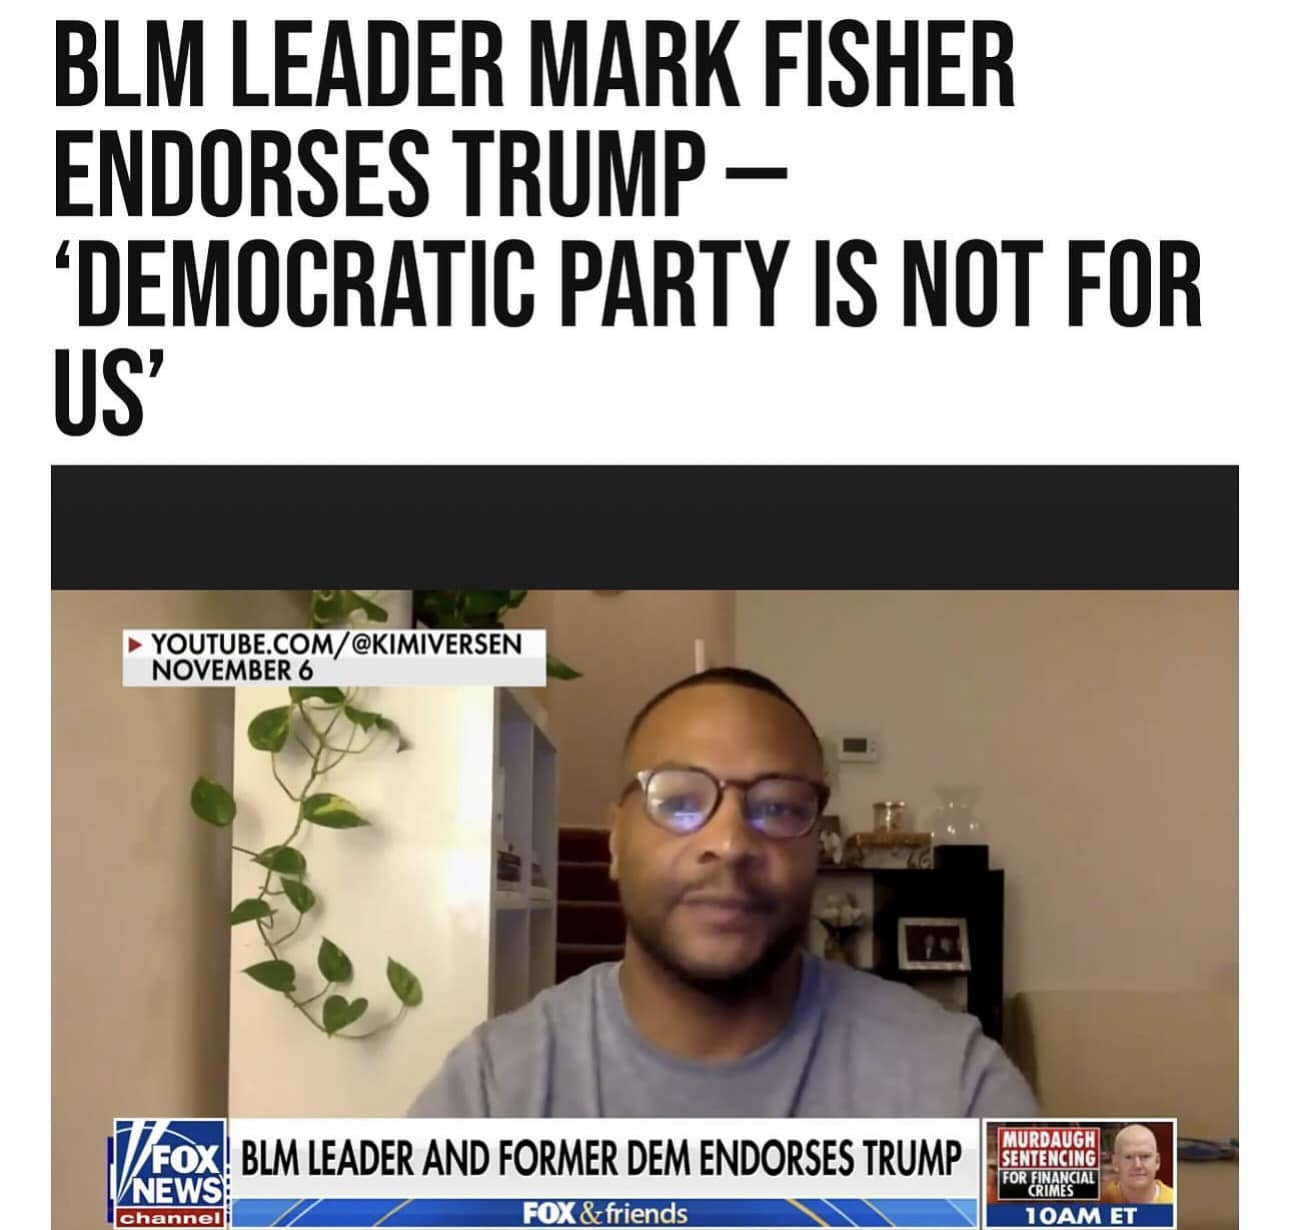 BLM LEADER MARK FISHER
ENDORSES TRUMP —
‘DEMOCRATIC PARTY IS NOT FOR
US’
YOUTUBE.COM/@KIMIVERSEN
NOVEMBER 6
FOX
NEWS
channel
BLM LEADER AND FORMER DEM ENDORSES TRUMP
FOX & friends
MURDAUGH
SENTENCING
FOR FINANCIAL
CRIMES
10AM ET